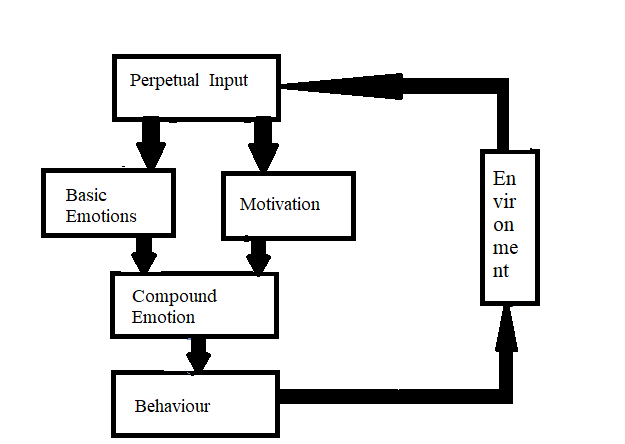 Perpetual Input
Basic
Emotions
Motivation
Compound
Emotion
Behaviour
En
vir
on
me
nt